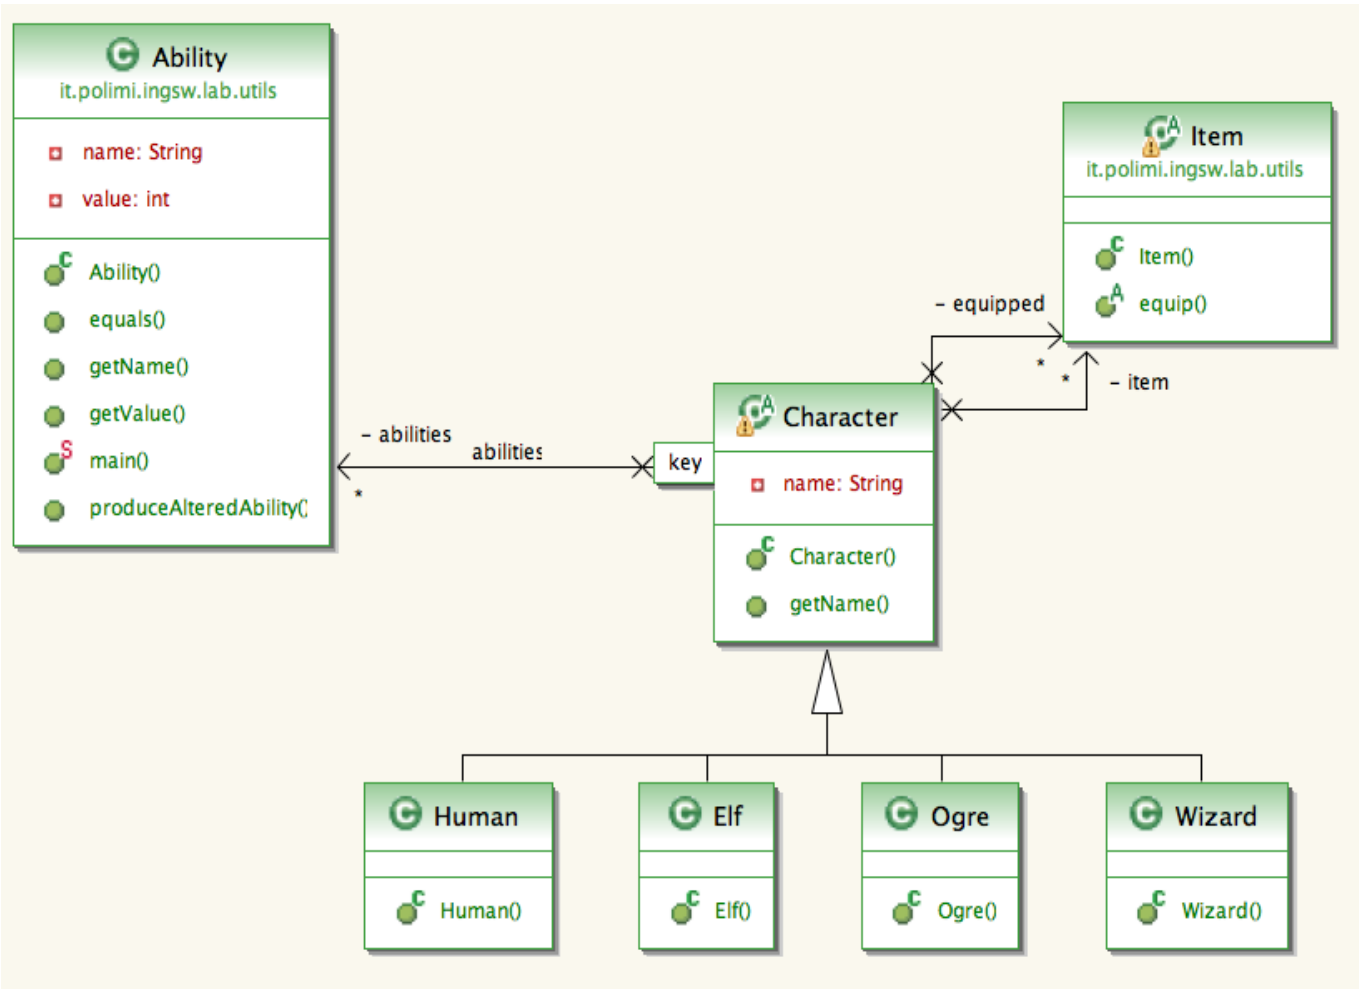 Ability
it.polimi.ingsw.lab.utils
name: String
value: int
Ability()
equals()
getName()
getValue()
main()
produceAlteredAbility(
Item
it.polimi.ingsw.lab.utils
Item()
equip()
- equipped
*
*
- item
- abilities
abilities
*
key
Character
name: String
Character()
getName()
Human
Human()
Elf
Elf()
Ogre
Ogre()
Wizard
Wizard()